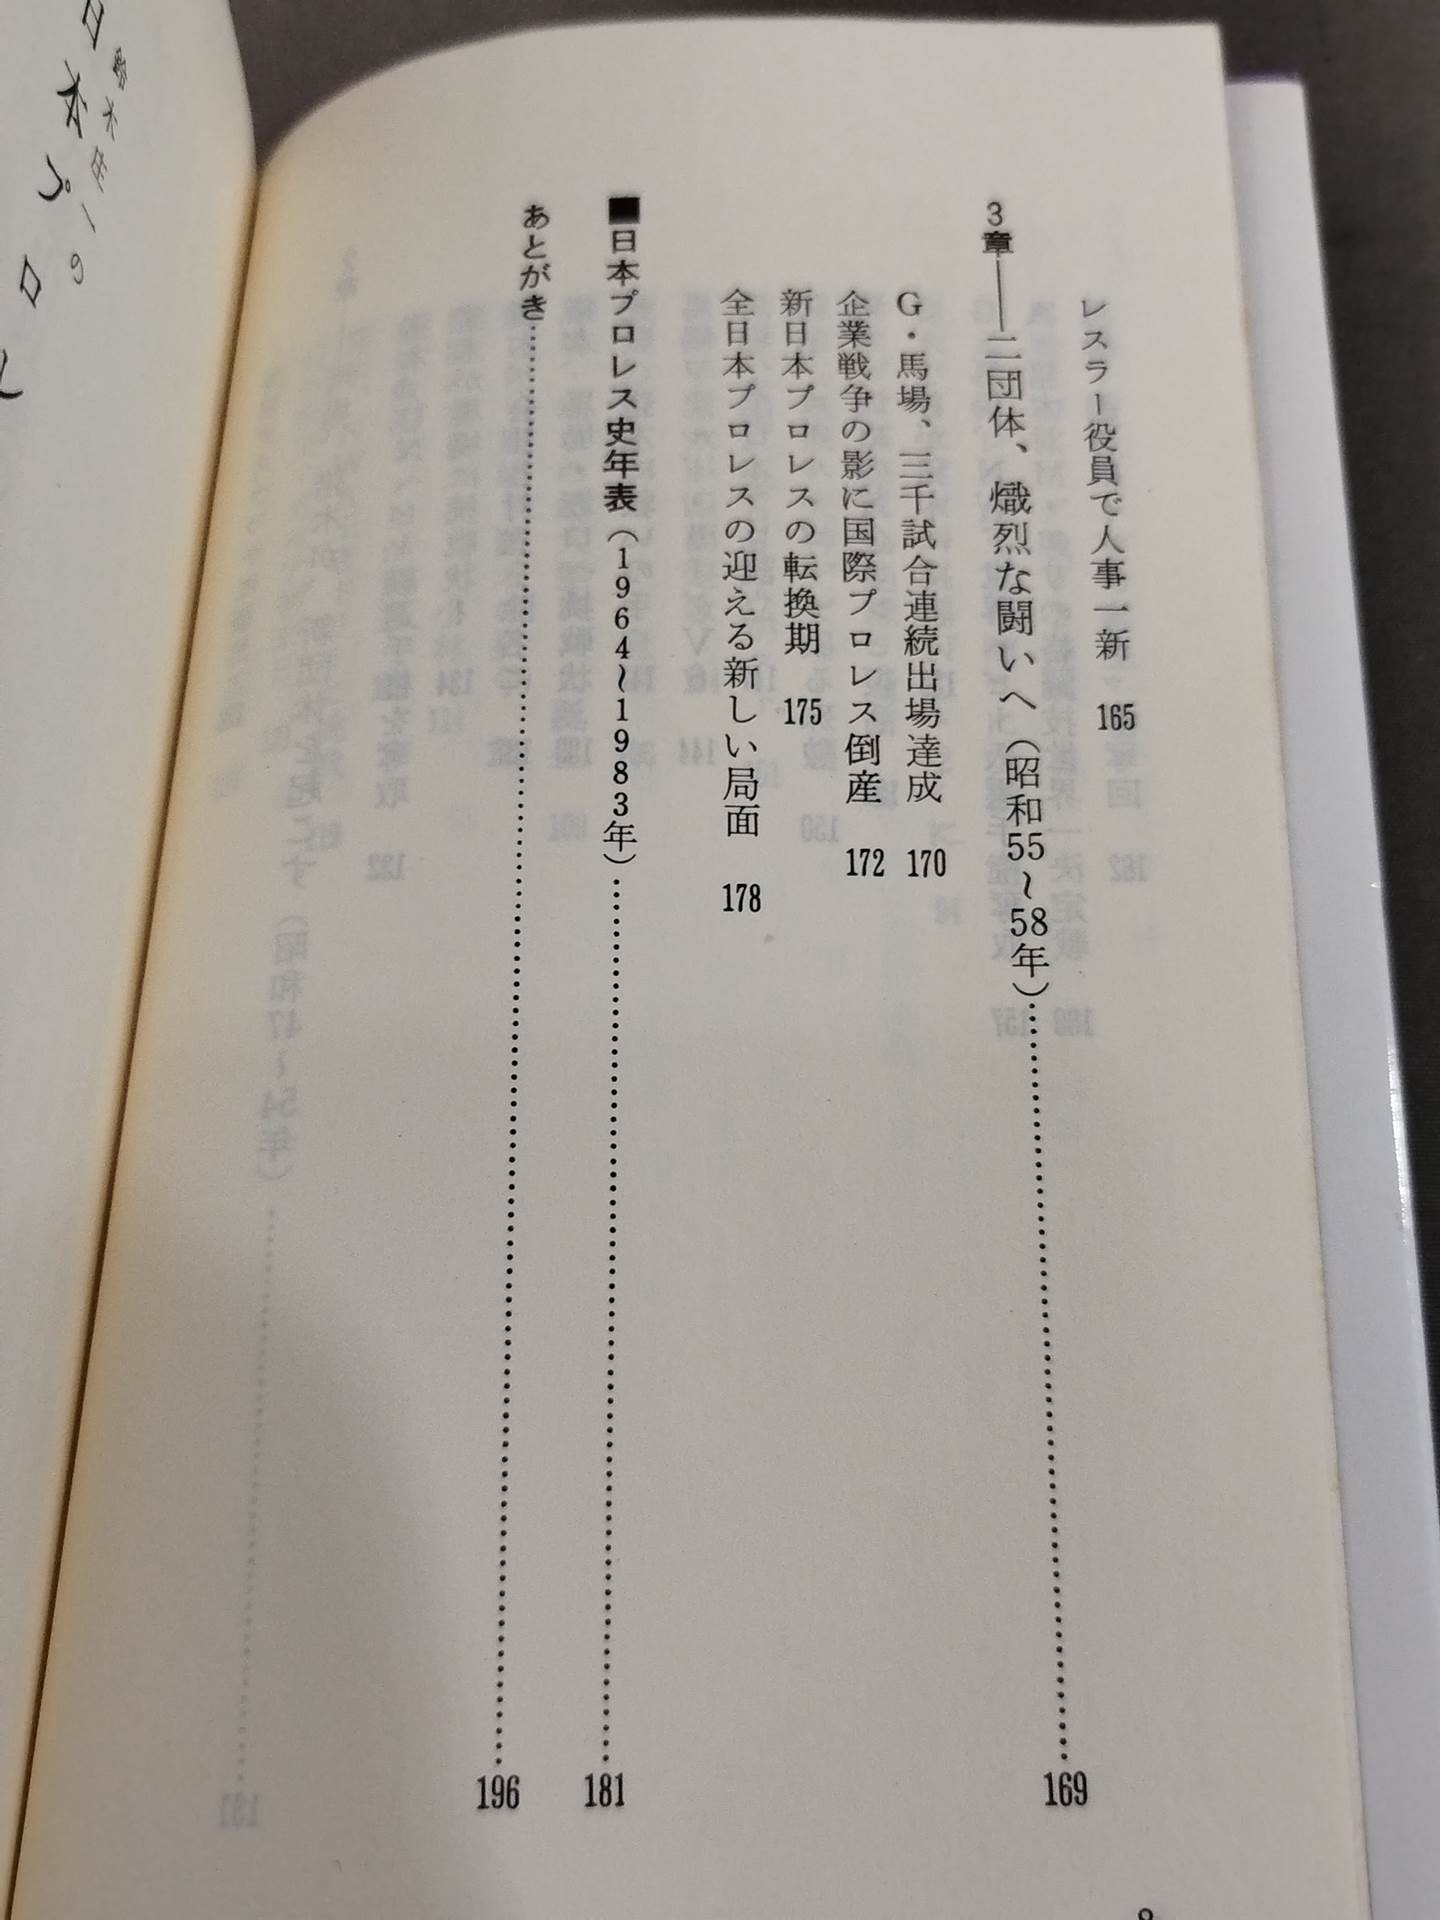 レスラー役員で人事一新 165
3章──二団体、熾烈な闘いへ（昭和55〜58年）…………169
G・馬場、三千試合連続出場達成 170
企業戦争の影に国際プロレス倒産 172
新日本プロレスの転換期 175
全日本プロレスの迎える新しい局面 178
■日本プロレス史年表（1964〜1983年）…………181
あとがき…………196
日本プロレ